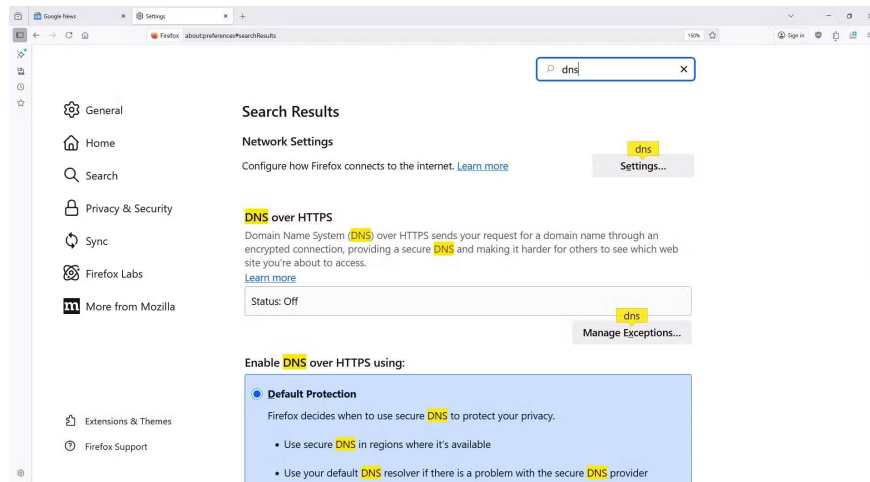 Google News
Settings
Firefox about:preferences#searchResults
150%
Sign in
dns
General
Home
Search
Privacy & Security
Sync
Firefox Labs
More from Mozilla
Extensions & Themes
Firefox Support
Search Results
Network Settings
dns
Configure how Firefox connects to the internet. Learn more
Settings...
DNS over HTTPS
Domain Name System (DNS) over HTTPS sends your request for a domain name through an
encrypted connection, providing a secure DNS and making it harder for others to see which web
site you're about to access.
Learn more
Status: Off
dns
Manage Exceptions...
Enable DNS over HTTPS using:
Default Protection
Firefox decides when to use secure DNS to protect your privacy.
• Use secure DNS in regions where it's available
• Use your default DNS resolver if there is a problem with the secure DNS provider